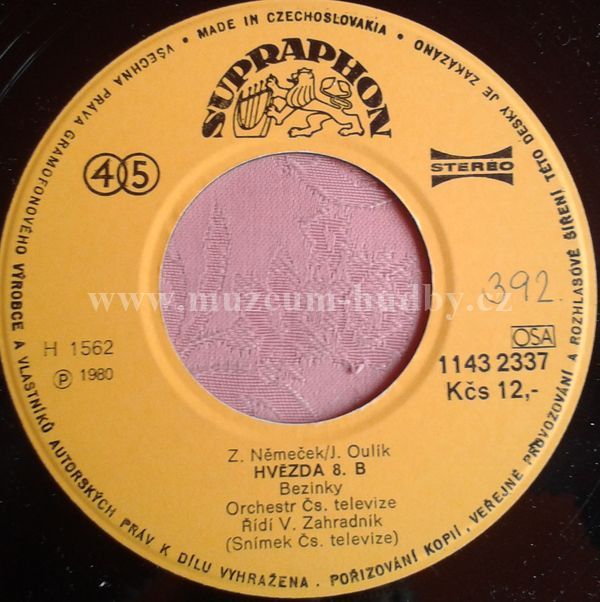 VŠECHNA PRÁVA GRAMOFONOVÉHO VÝROBCE A VLASTNÍKŮ AUTORSKÝCH PRÁV K DÍLU VYHRAŽENA . POŘIZOVÁNÍ KOPIÍ , VEŘEJNÉ PROVOZOVÁNÍ A ROZHLASOVÉ ŠÍŘENÍ TÉTO DESKY JE ZAKÁZÁNO
• MADE IN CZECHOSLOVAKIA •
SUPRAPHON
45
STEREO
392.
www.muzeum-hudby.cz
H 1562
Ⓟ 1980
OSA
1143 2337
Kčs 12,-
Z. Němeček/J. Oulík
HVĚZDA 8. B
Bezinky
Orchestr Čs. televize
Řídí V. Zahradník
(Snímek Čs. televize)